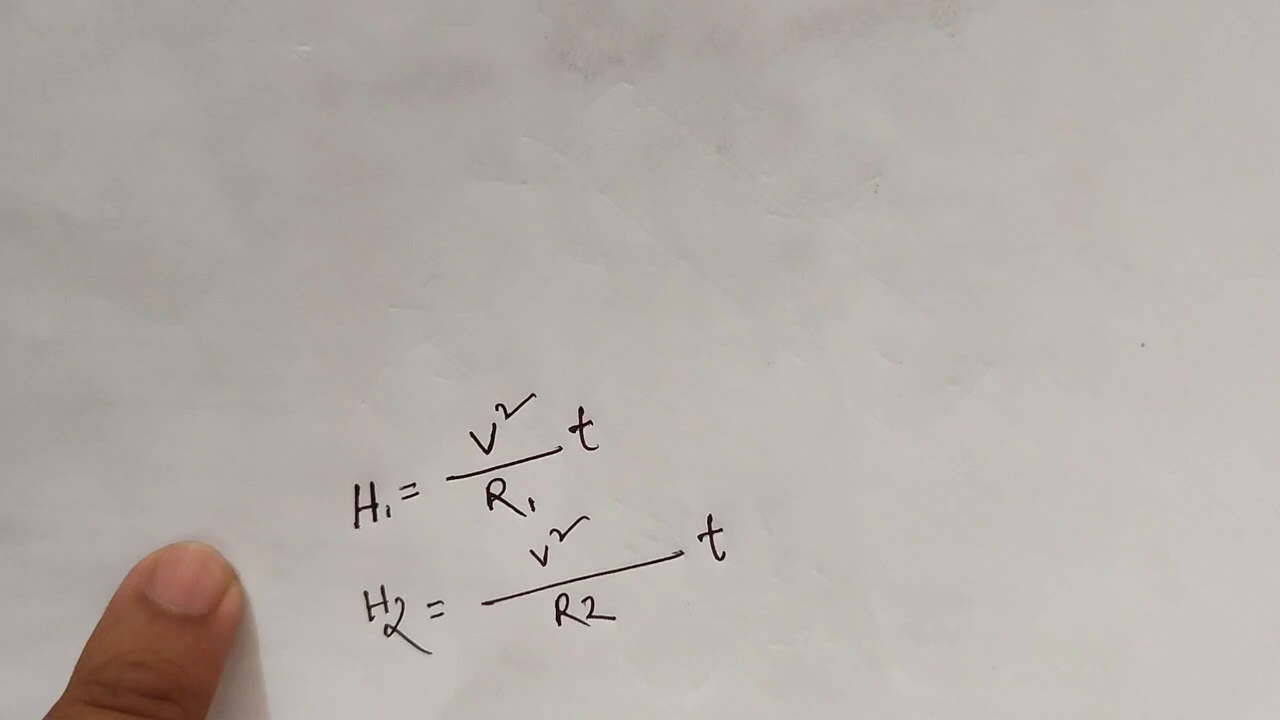 H₁ = V²/R₁ t
H2 = V²/R2 t